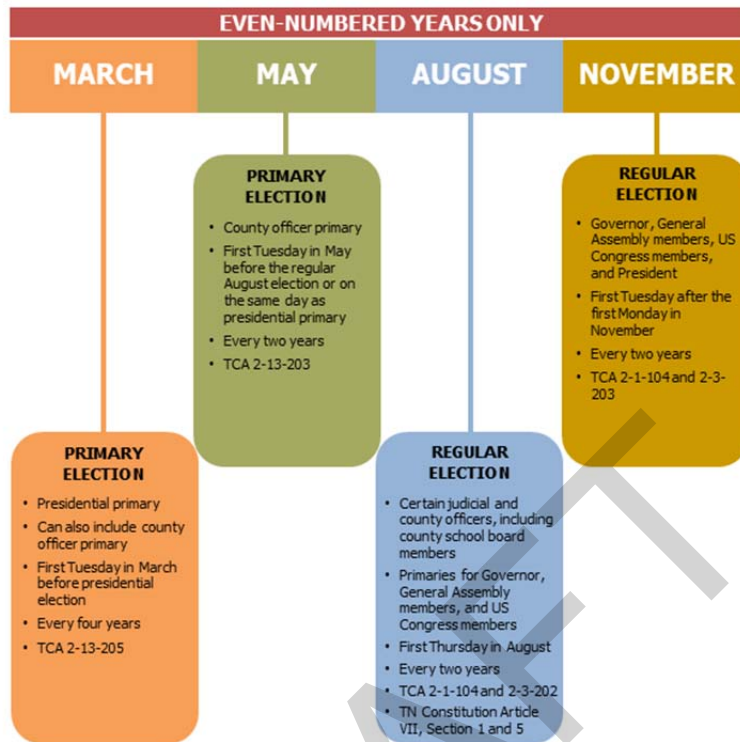 EVEN-NUMBERED YEARS ONLY
MARCH
MAY
AUGUST
NOVEMBER
PRIMARY
ELECTION
• County officer primary
• First Tuesday in May
before the regular
August election or on
the same day as
presidential primary
• Every two years
• TCA 2-13-203
REGULAR
ELECTION
• Governor, General
Assembly members, US
Congress members,
and President
• First Tuesday after the
first Monday in
November
• Every two years
• TCA 2-1-104 and 2-3-
203
PRIMARY
ELECTION
• Presidential primary
• Can also include county
officer primary
• First Tuesday in March
before presidential
election
• Every four years
• TCA 2-13-205
REGULAR
ELECTION
• Certain judicial and
county officers, including
county school board
members
• Primaries for Governor,
General Assembly
members, and US
Congress members
• First Thursday in August
• Every two years
• TCA 2-1-104 and 2-3-202
• TN Constitution Article
VII, Section 1 and 5